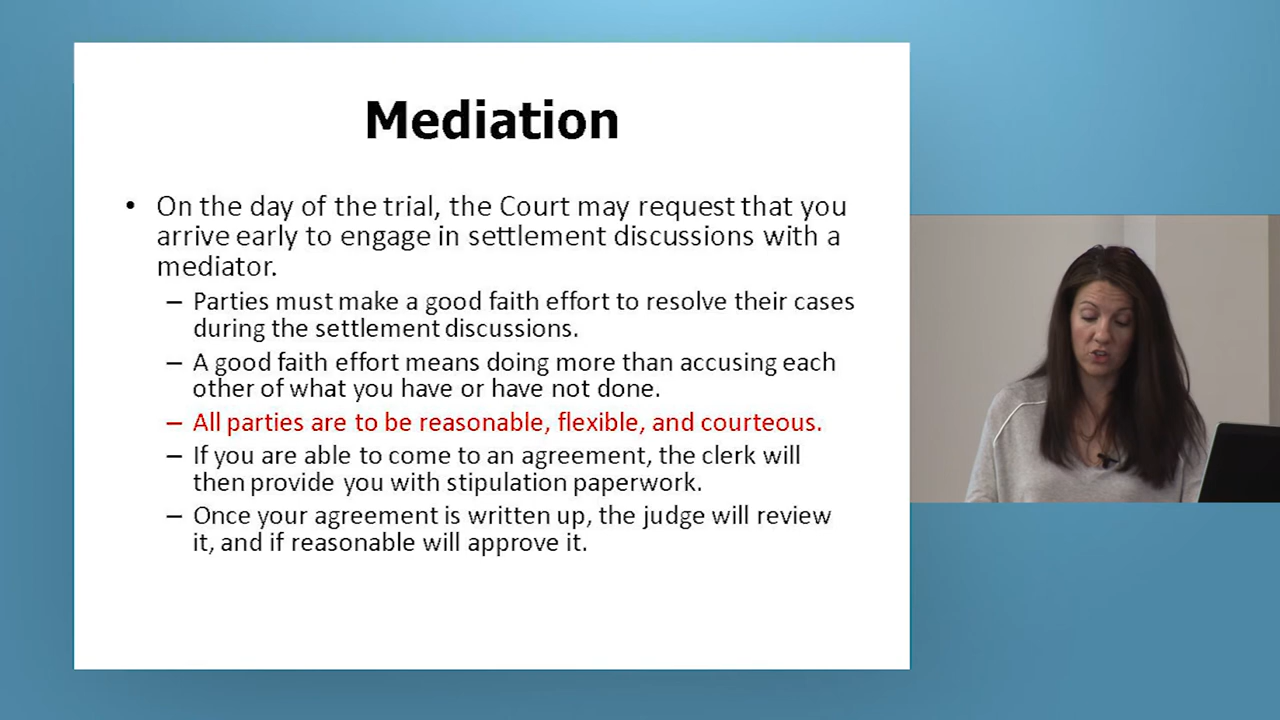 Mediation
• On the day of the trial, the Court may request that you
arrive early to engage in settlement discussions with a
mediator.
– Parties must make a good faith effort to resolve their cases
during the settlement discussions.
– A good faith effort means doing more than accusing each
other of what you have or have not done.
– All parties are to be reasonable, flexible, and courteous.
– If you are able to come to an agreement, the clerk will
then provide you with stipulation paperwork.
– Once your agreement is written up, the judge will review
it, and if reasonable will approve it.